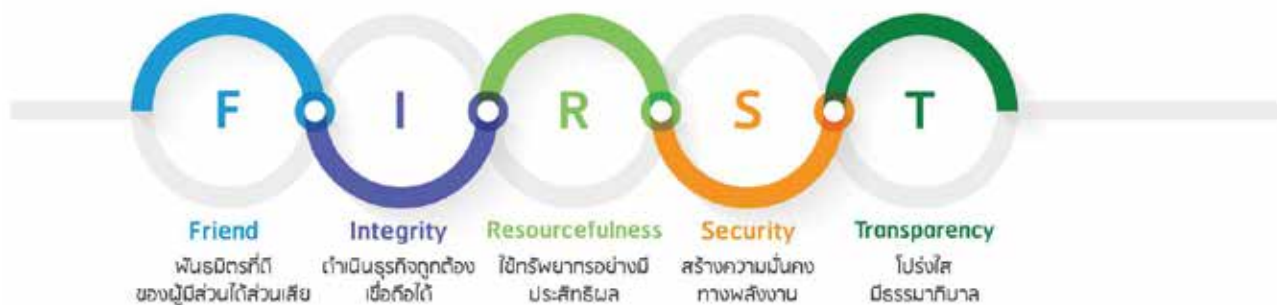 F I R S T
Friend Integrity Resourcefulness Security Transparency
พันธมิตรที่ดี ดำเนินธุรกิจถูกต้อง ใช้ทรัพยากรอย่างมี สร้างความมั่นคง โปร่งใส
ของผู้มีส่วนได้ส่วนเสีย เชื่อถือได้ ประสิทธิผล ทางพลังงาน มีธรรมาภิบาล